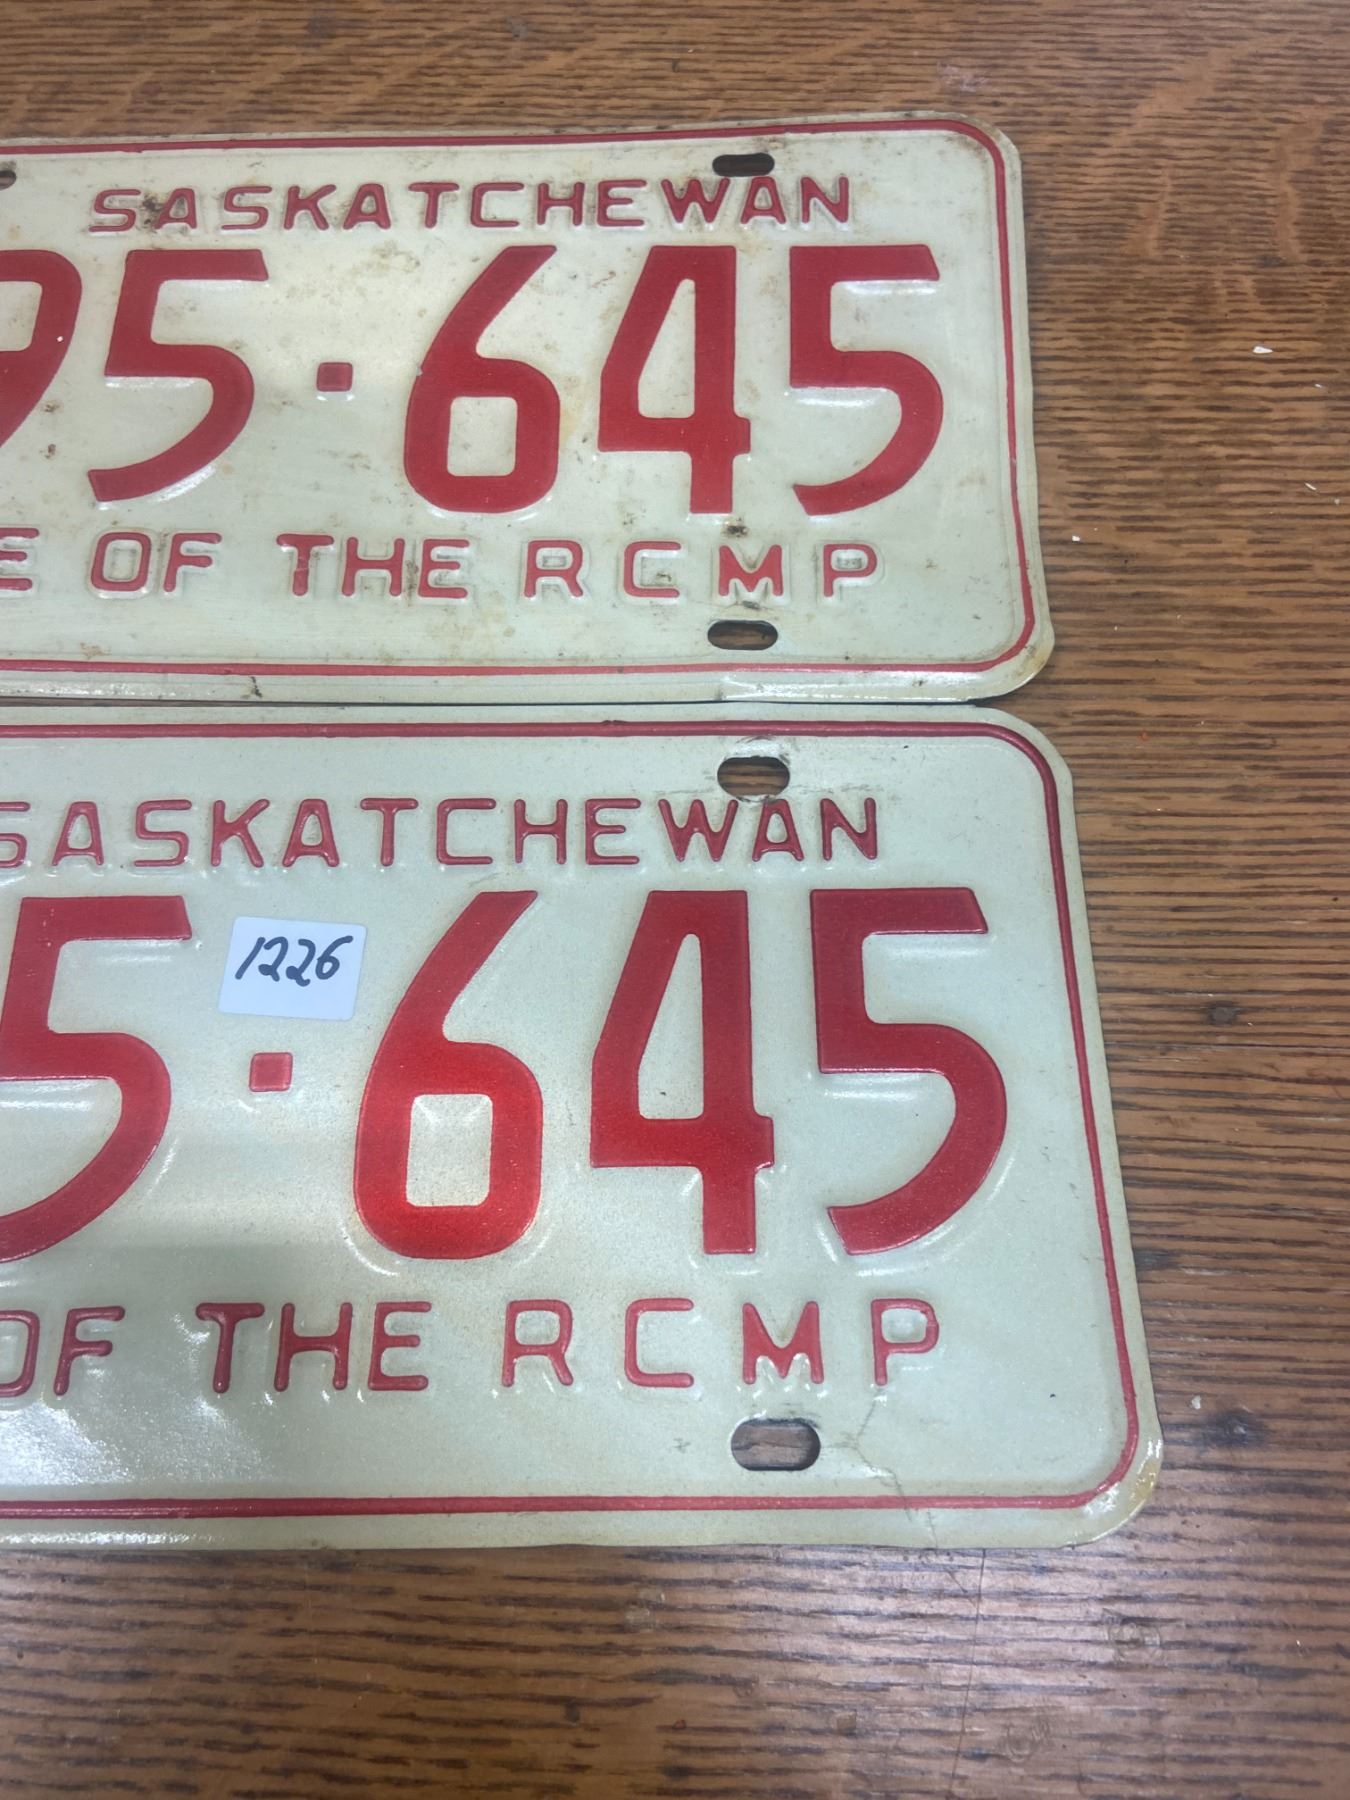 SASKATCHEWAN
95·645
E OF THE RCMP
SASKATCHEWAN
1226
5·645
OF THE RCMP